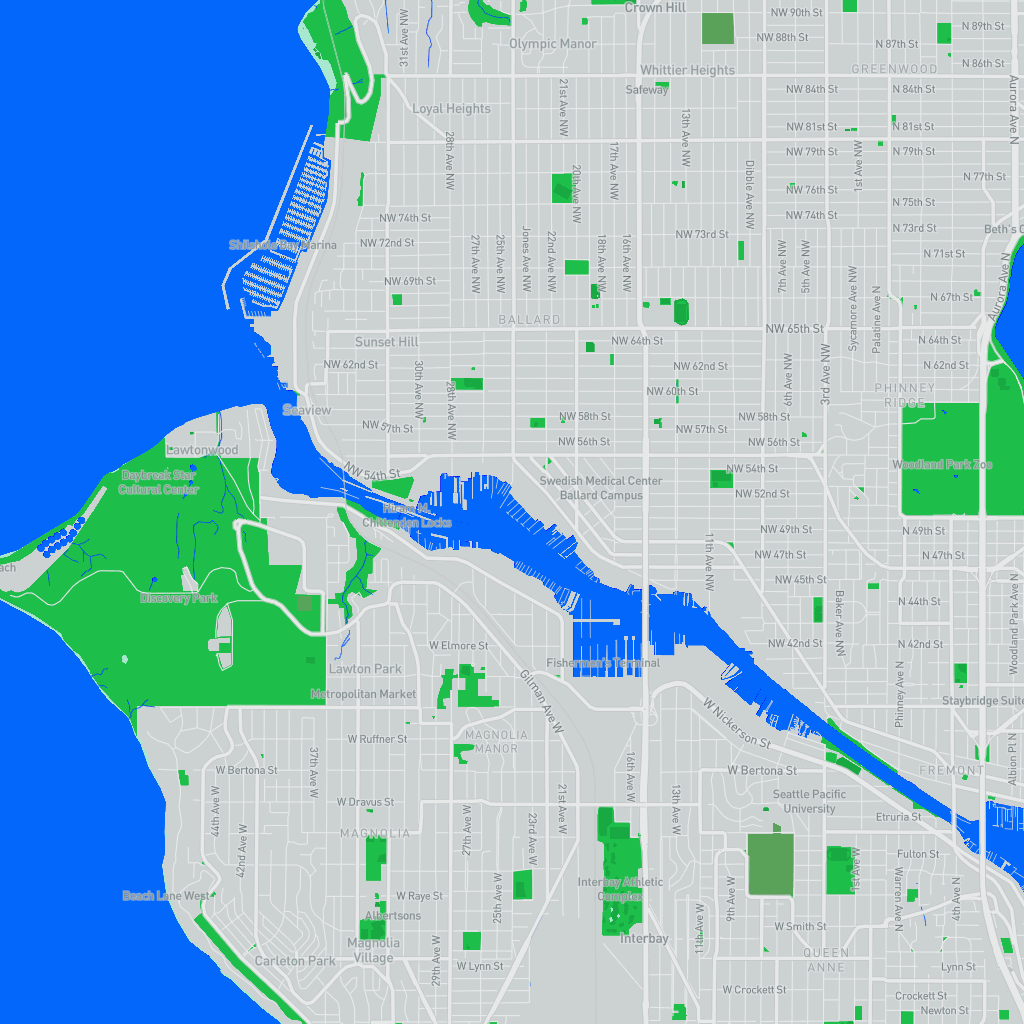 Crown Hill
NW 90th St
N 89th St
31st Ave NW
NW 88th St
N 87th St
Olympic Manor
N 86th St
Whittier Heights
GREENWOOD
Safeway
NW 84th St
N 84th St
21st Ave NW
Loyal Heights
Aurora Ave N
13th Ave NW
NW 81st St
N 81st St
28th Ave NW
NW 79th St
N 79th St
17th Ave NW
1st Ave NW
20th Ave NW
N 77th St
Dibble Ave NW
NW 76th St
N 75th St
NW 74th St
NW 74th St
N 73rd St
NW 73rd St
Beth's C
Shilshole Bay Marina
NW 72nd St
N 71st St
27th Ave NW
25th Ave NW
Jones Ave NW
22nd Ave NW
18th Ave NW
16th Ave NW
7th Ave NW
5th Ave NW
NW 69th St
Aurora Ave N
N 67th St
Sycamore Ave NW
Palatine Ave N
BALLARD
NW 65th St
Sunset Hill
NW 64th St
N 64th St
NW 62nd St
NW 62nd St
N 62nd St
30th Ave NW
28th Ave NW
6th Ave NW
3rd Ave NW
NW 60th St
PHINNEY
RIDGE
Seaview
NW 58th St
NW 58th St
NW 57th St
NW 57th St
NW 56th St
NW 56th St
Lawtonwood
Woodland Park Zoo
NW 54th St
NW 54th St
Daybreak Star
Cultural Center
Swedish Medical Center
Ballard Campus
NW 52nd St
Hiram M.
Chittenden Locks
NW 49th St
N 49th St
11th Ave NW
NW 47th St
N 47th St
ach
NW 45th St
Discovery Park
N 44th St
Baker Ave NW
Woodland Park Ave N
NW 42nd St
N 42nd St
W Elmore St
Fishermen's Terminal
Lawton Park
Gilman Ave W
Phinney Ave N
Metropolitan Market
Staybridge Suite
W Nickerson St
MAGNOLIA
MANOR
W Ruffner St
Albion Pl N
37th Ave W
16th Ave W
W Bertona St
W Bertona St
FREMONT
44th Ave W
21st Ave W
13th Ave W
Seattle Pacific
University
W Dravus St
Etruria St
27th Ave W
23rd Ave W
MAGNOLIA
42nd Ave W
Fulton St
1st Ave W
Interbay Athletic
Complex
Beach Lane West
W Raye St
25th Ave W
9th Ave W
Warren Ave N
4th Ave N
Albertsons
11th Ave W
W Smith St
Interbay
Magnolia
Village
29th Ave W
QUEEN
ANNE
Carleton Park
W Lynn St
Lynn St
W Crockett St
Crockett St
Newton St